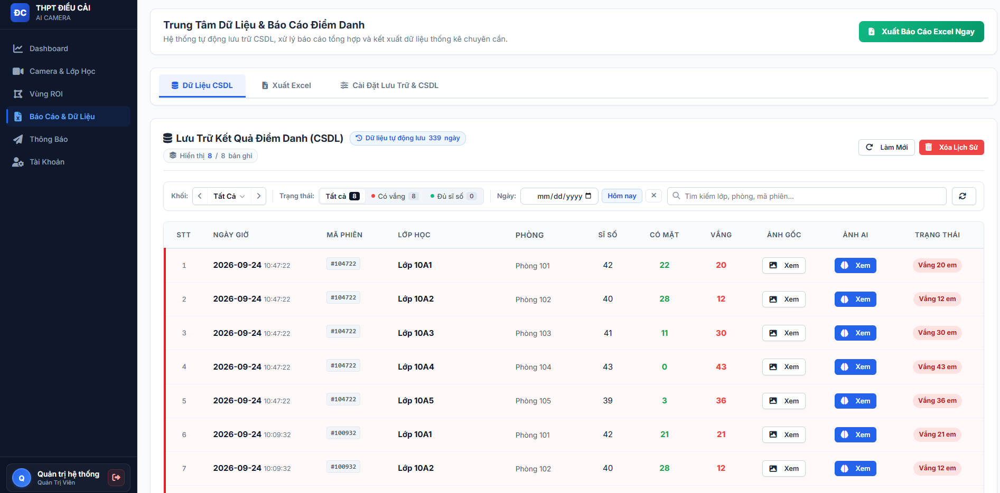 ĐC
THPT ĐIỂU CẢI
AI CAMERA
Dashboard
Camera & Lớp Học
Vùng ROI
Báo Cáo & Dữ Liệu
Thông Báo
Tài Khoản
Q
Quản trị hệ thống
Quản Trị Viên
Trung Tâm Dữ Liệu & Báo Cáo Điểm Danh
Hệ thống tự động lưu trữ CSDL, xử lý báo cáo tổng hợp và kết xuất dữ liệu thống kê chuyên cần.
Xuất Báo Cáo Excel Ngay
Dữ Liệu CSDL Xuất Excel Cài Đặt Lưu Trữ & CSDL
Lưu Trữ Kết Quả Điểm Danh (CSDL) Dữ liệu tự động lưu 339 ngày
Hiển thị 8 / 8 bản ghi
Làm Mới Xóa Lịch Sử
Khối: Tất Cả Trạng thái: Tất cả 8 Có vắng 8 Đủ sĩ số 0 Ngày: mm/dd/yyyy Hôm nay ✕ Tìm kiếm lớp, phòng, mã phiên...
STT NGÀY GIỜ MÃ PHIÊN LỚP HỌC PHÒNG SĨ SỐ CÓ MẶT VẮNG ẢNH GỐC ẢNH AI TRẠNG THÁI
1 2026-09-24 10:47:22 #104722 Lớp 10A1 Phòng 101 42 22 20 Xem Xem Vắng 20 em
2 2026-09-24 10:47:22 #104722 Lớp 10A2 Phòng 102 40 28 12 Xem Xem Vắng 12 em
3 2026-09-24 10:47:22 #104722 Lớp 10A3 Phòng 103 41 11 30 Xem Xem Vắng 30 em
4 2026-09-24 10:47:22 #104722 Lớp 10A4 Phòng 104 43 0 43 Xem Xem Vắng 43 em
5 2026-09-24 10:47:22 #104722 Lớp 10A5 Phòng 105 39 3 36 Xem Xem Vắng 36 em
6 2026-09-24 10:09:32 #100932 Lớp 10A1 Phòng 101 42 21 21 Xem Xem Vắng 21 em
7 2026-09-24 10:09:32 #100932 Lớp 10A2 Phòng 102 40 28 12 Xem Xem Vắng 12 em